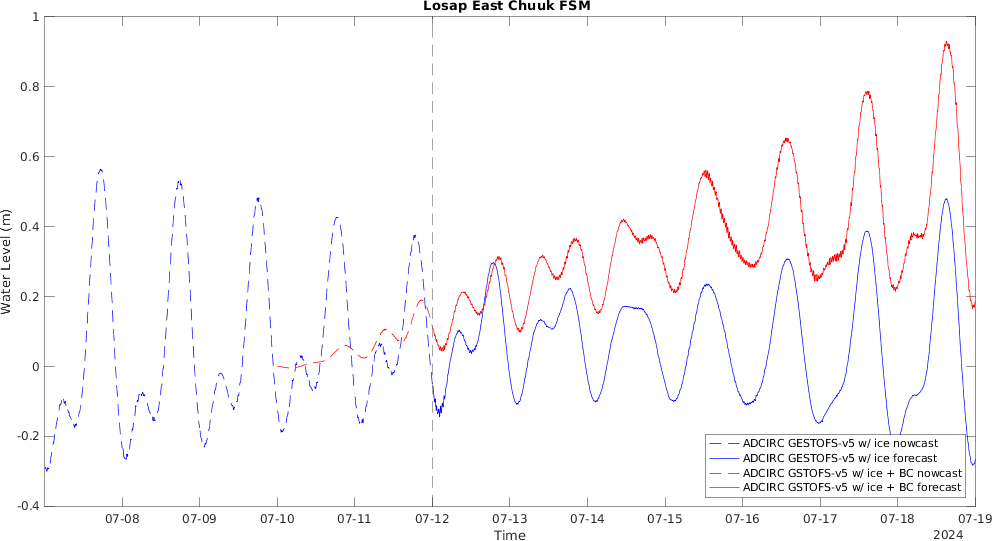 Losap East Chuuk FSM
1
0.8
0.6
0.4
0.2
0
-0.2
-0.4
Water Level (m)
ADCIRC GESTOFS-v5 w/ ice nowcast
ADCIRC GESTOFS-v5 w/ ice forecast
ADCIRC GSTOFS-v5 w/ ice + BC nowcast
ADCIRC GSTOFS-v5 w/ ice + BC forecast
07-08 07-09 07-10 07-11 07-12 07-13 07-14 07-15 07-16 07-17 07-18 07-19
Time
2024